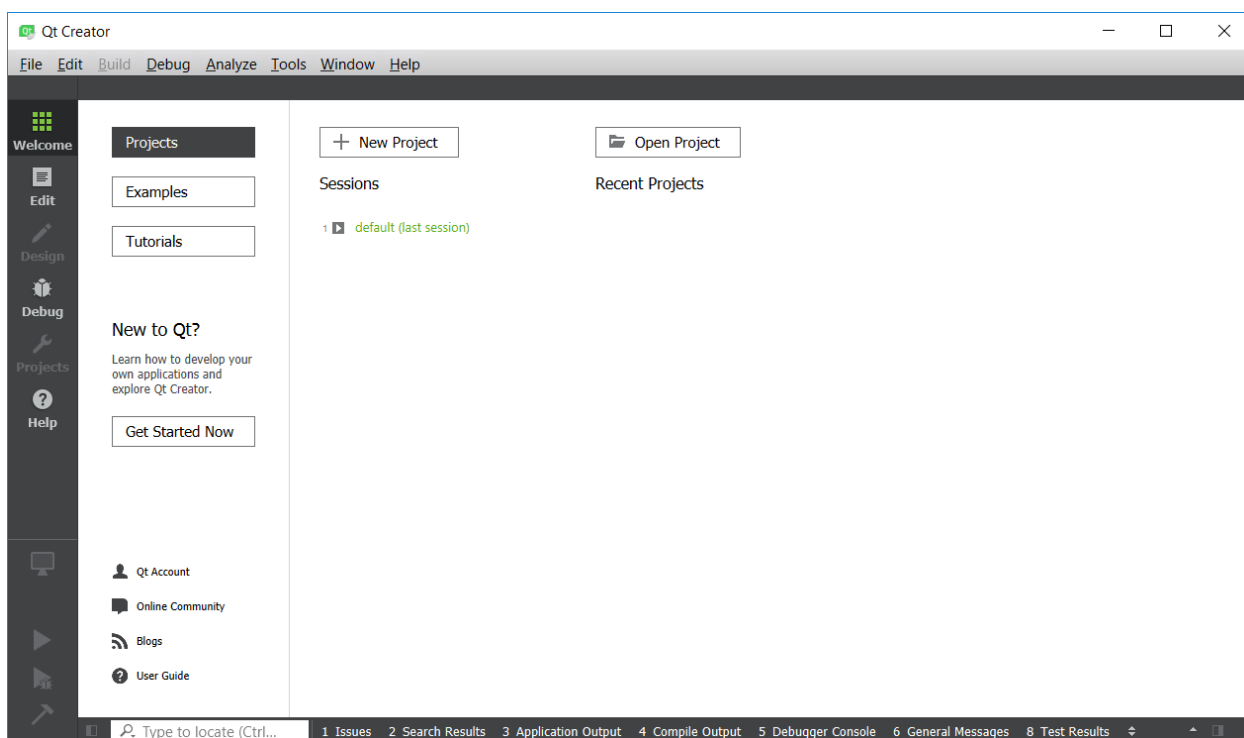 Qt Creator
File Edit Build Debug Analyze Tools Window Help
Welcome
Edit
Design
Debug
Projects
Help
Projects
Examples
Tutorials
New to Qt?
Learn how to develop your
own applications and
explore Qt Creator.
Get Started Now
Qt Account
Online Community
Blogs
User Guide
New Project
Open Project
Sessions
Recent Projects
1 default (last session)
Type to locate (Ctrl...
1 Issues 2 Search Results 3 Application Output 4 Compile Output 5 Debugger Console 6 General Messages 8 Test Results